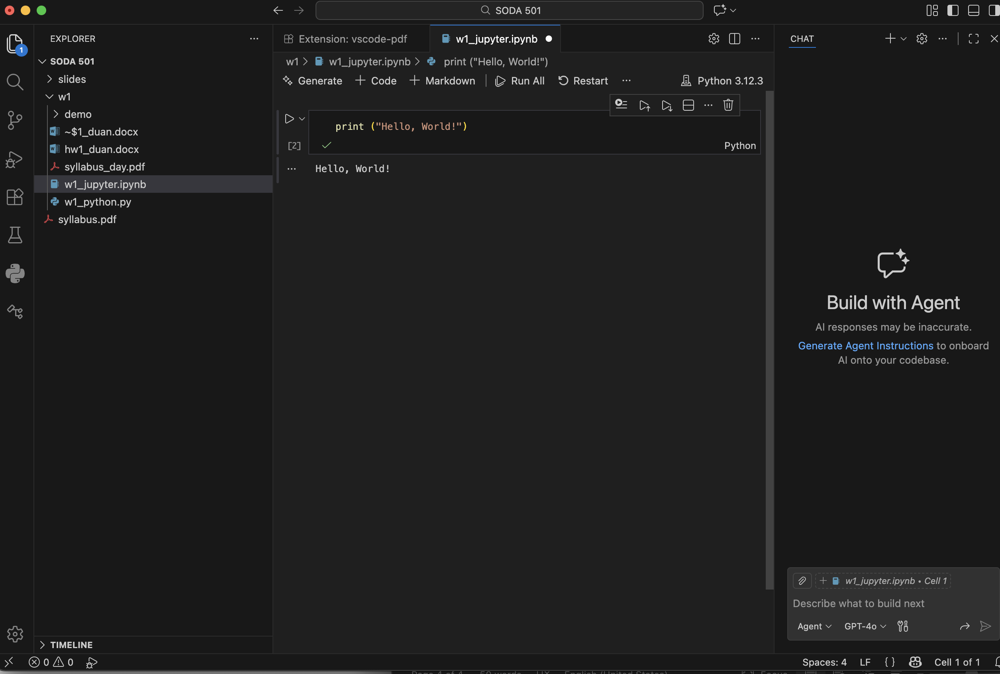 SODA 501
EXPLORER
1
SODA 501
slides
w1
demo
~$1_duan.docx
hw1_duan.docx
syllabus_day.pdf
w1_jupyter.ipynb
w1_python.py
syllabus.pdf
TIMELINE
Extension: vscode-pdf
w1_jupyter.ipynb
w1 > w1_jupyter.ipynb > print ("Hello, World!")
Generate + Code + Markdown | Run All Restart ... Python 3.12.3
print ("Hello, World!")
[2]
Python
... Hello, World!
CHAT
Build with Agent
AI responses may be inaccurate.
Generate Agent Instructions to onboard
AI onto your codebase.
+ w1_jupyter.ipynb • Cell 1
Describe what to build next
Agent GPT-4o
0 0
Spaces: 4 LF { } Cell 1 of 1